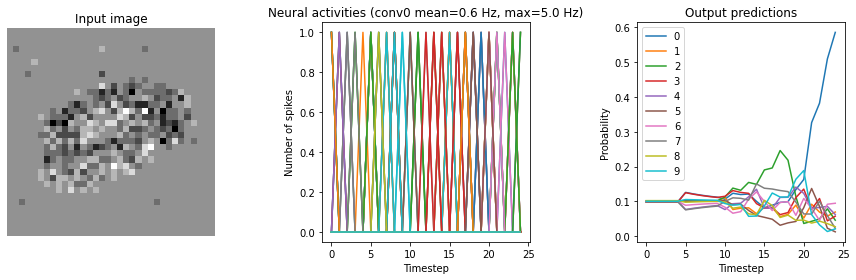 Input image
Neural activities (conv0 mean=0.6 Hz, max=5.0 Hz)
Number of spikes
1.0
0.8
0.6
0.4
0.2
0.0
0 5 10 15 20 25
Timestep
Output predictions
Probability
0.6
0.5
0.4
0.3
0.2
0.1
0.0
0
1
2
3
4
5
6
7
8
9
0 5 10 15 20 25
Timestep